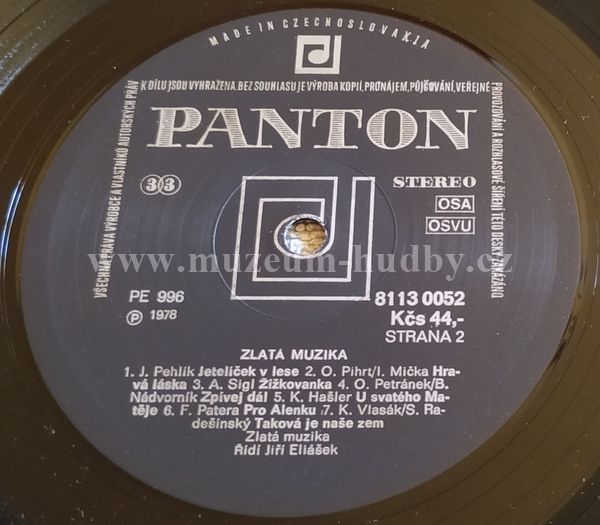 MADE IN CZECHOSLOVAKIA
VŠECHNA PRÁVA VÝROBCE A VLASTNÍKŮ AUTORSKÝCH PRÁV
K DÍLU JSOU VYHRAŽENA. BEZ SOUHLASU JE VÝROBA KOPIÍ, PRONÁJEM, PŮJČOVÁNÍ, VEŘEJNÉ
PROVOZOVÁNÍ A ROZHLASOVÉ ŠÍŘENÍ TÉTO DESKY ZAKÁZÁNO
PANTON
33
STEREO
OSA
OSVU
www.muzeum-hudby.cz
PE 996
℗ 1978
8113 0052
Kčs 44,-
STRANA 2
ZLATÁ MUZIKA
1. J. Pehlík Jetelíček v lese 2. O. Pihrt/I. Mička Hra-
vá láska 3. A. Sigl Žižkovanka 4. O. Petránek/B.
Nádvorník Zpívej dál 5. K. Hašler U svatého Ma-
těje 6. F. Patera Pro Alenku 7. K. Vlasák/S. Ra-
dešínský Taková je naše zem
Zlatá muzika
Řídí Jiří Eliášek